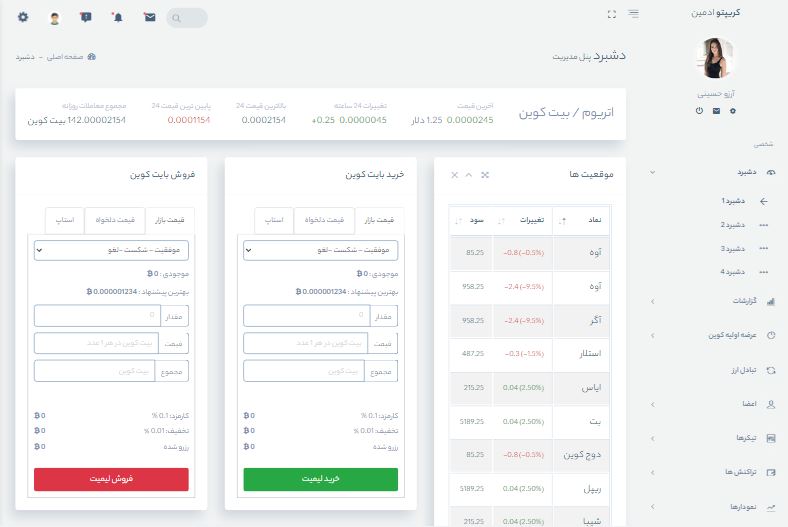 کریپتو ادمین
آرزو حسینی
شخصی
دشبرد
دشبرد 1
دشبرد 2
دشبرد 3
دشبرد 4
گزارشات
عرضه اولیه کوین
تبادل ارز
اعضا
تیکرها
تراکنش ها
نمودارها
دشبرد پنل مدیریت
صفحه اصلی - دشبرد
اتریوم / بیت کوین
آخرین قیمت
0.0000245 1.25 دلار
تغییرات 24 ساعته
0.0000045 +0.25
بالاترین قیمت 24
0.0002154
پایین ترین قیمت 24
0.0001154
مجموع معاملات روزانه
142.00002154 بیت کوین
موقعیت ها
نماد تغییرات سود
آوه -0.8 (-0.5%) 85.25
آوه -2.4 (-9.5%) 958.25
آگر -2.4 (-9.5%) 958.25
استلار -0.3 (-1.5%) 487.25
ایاس 0.04 (2.50%) 215.25
بت 0.04 (2.50%) 5189.25
دوج کوین -0.8 (-0.5%) 85.25
ریپل 0.04 (2.50%) 5189.25
شیبا 0.04 (2.50%) 215.25
خرید بایت کوین
قیمت بازار قیمت دلخواه استاپ
موفقیت - شکست - لغو
موجودی : 0
بهترین پیشنهاد : 0.000001234
مقدار 0
قیمت بیت کوین در هر 1 عدد
مجموع بیت کوین
کارمزد: 0.1 % 0
تخفیف: 0.01 % 0
رزرو شده 0
خرید لیمیت
فروش بایت کوین
قیمت بازار قیمت دلخواه استاپ
موفقیت - شکست - لغو
موجودی : 0
بهترین پیشنهاد : 0.000001234
مقدار 0
قیمت بیت کوین در هر 1 عدد
مجموع بیت کوین
کارمزد: 0.1 % 0
تخفیف: 0.01 % 0
رزرو شده 0
فروش لیمیت